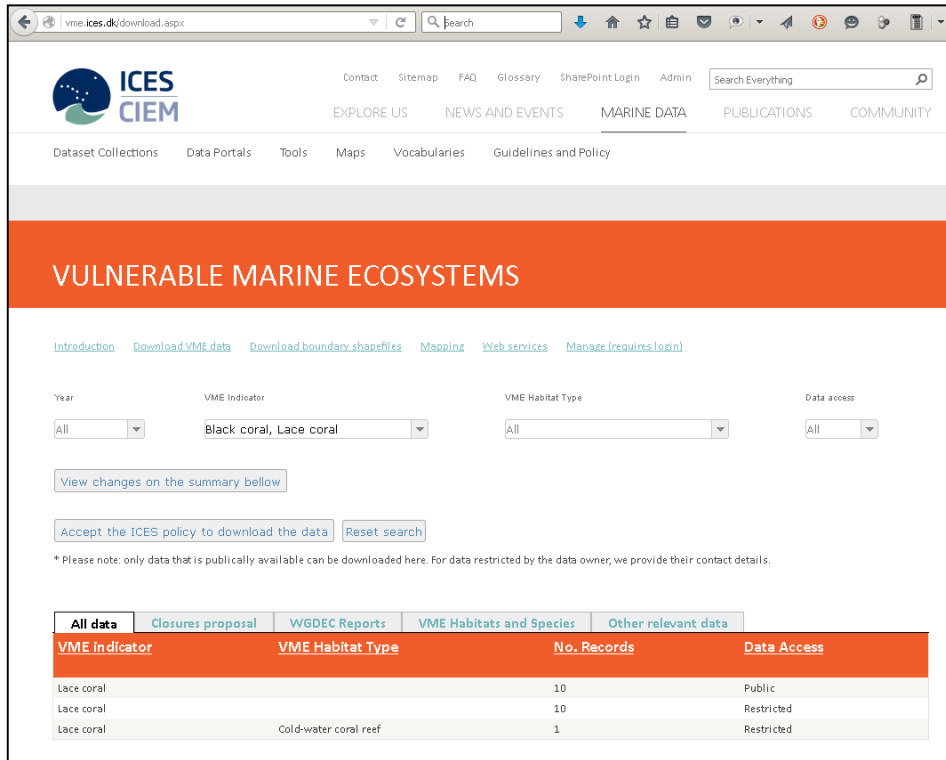 vme.ices.dk/download.aspx
Search
ICES
CIEM
Contact Sitemap FAQ Glossary SharePoint Login Admin
Search Everything
EXPLORE US NEWS AND EVENTS MARINE DATA PUBLICATIONS COMMUNITY
Dataset Collections Data Portals Tools Maps Vocabularies Guidelines and Policy
VULNERABLE MARINE ECOSYSTEMS
Introduction Download VME data Download boundary shapefiles Mapping Web services Manage (requires login)
Year VME Indicator VME Habitat Type Data access
All Black coral, Lace coral All All
View changes on the summary bellow
Accept the ICES policy to download the data Reset search
* Please note: only data that is publically available can be downloaded here. For data restricted by the data owner, we provide their contact details.
All data Closures proposal WGDEC Reports VME Habitats and Species Other relevant data
VME indicator VME Habitat Type No. Records Data Access
Lace coral 10 Public
Lace coral 10 Restricted
Lace coral Cold-water coral reef 1 Restricted